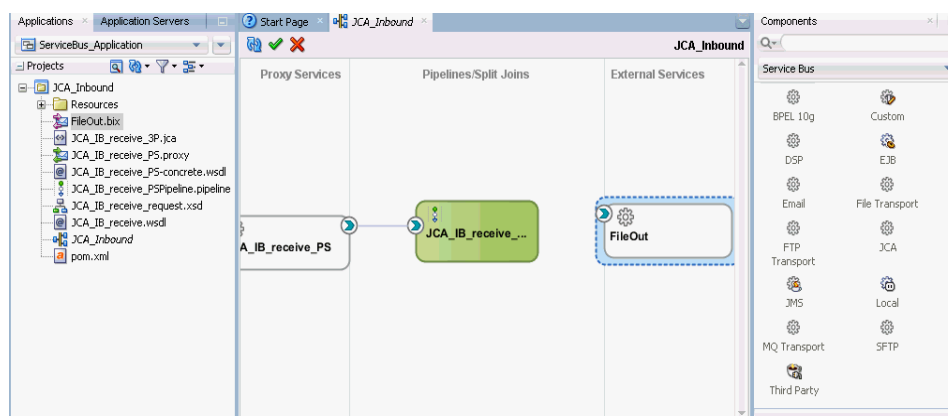 Applications
Application Servers
Start Page
JCA_Inbound
Components
ServiceBus_Application
JCA_Inbound
Projects
Service Bus
JCA_Inbound
Resources
FileOut.bix
JCA_IB_receive_3P.jca
JCA_IB_receive_PS.proxy
JCA_IB_receive_PS-concrete.wsdl
JCA_IB_receive_PSPipeline.pipeline
JCA_IB_receive_request.xsd
JCA_IB_receive.wsdl
JCA_Inbound
pom.xml
Proxy Services
Pipelines/Split Joins
External Services
A_IB_receive_PS
JCA_IB_receive_...
FileOut
BPEL 10g
Custom
DSP
EJB
Email
File Transport
FTP Transport
JCA
JMS
Local
MQ Transport
SFTP
Third Party